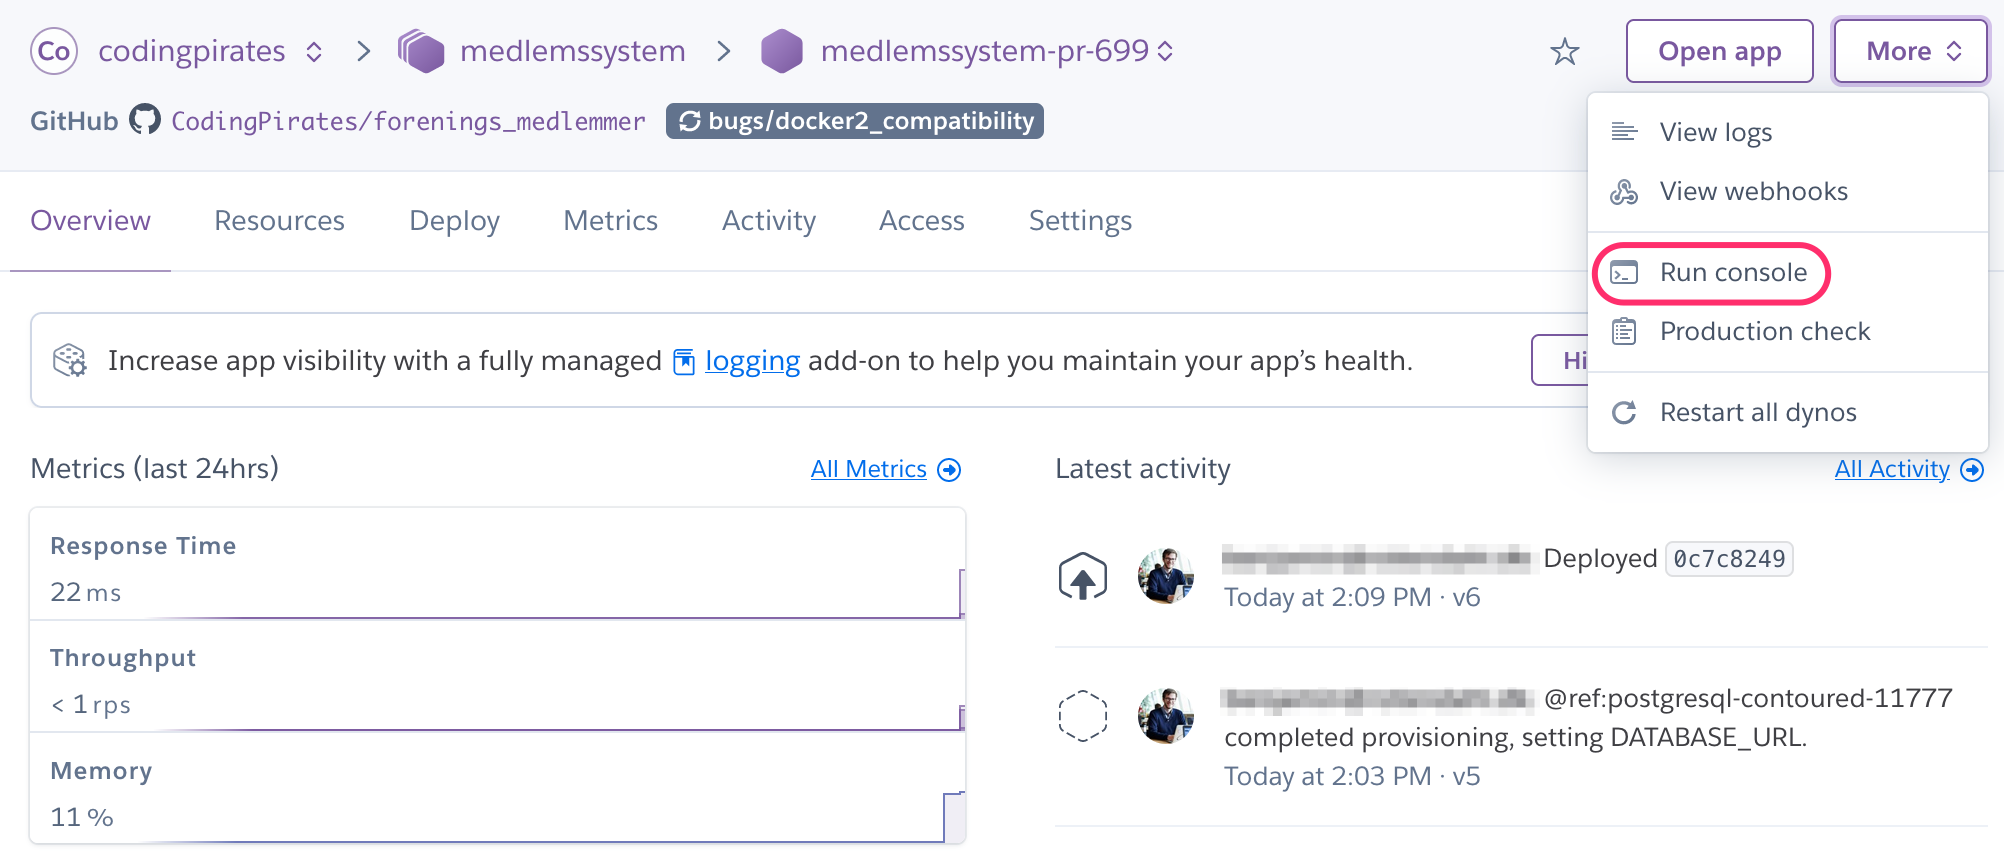 Co codingpirates medlemssystem medlemssystem-pr-699
Open app
More
GitHub CodingPirates/forenings_medlemmer bugs/docker2_compatibility
View logs
View webhooks
Run console
Production check
Restart all dynos
Overview Resources Deploy Metrics Activity Access Settings
Increase app visibility with a fully managed logging add-on to help you maintain your app’s health.
Hi
Metrics (last 24hrs)
All Metrics
Response Time
22 ms
Throughput
< 1 rps
Memory
11 %
Latest activity
All Activity
Deployed 0c7c8249
Today at 2:09 PM · v6
@ref:postgresql-contoured-11777
completed provisioning, setting DATABASE_URL.
Today at 2:03 PM · v5